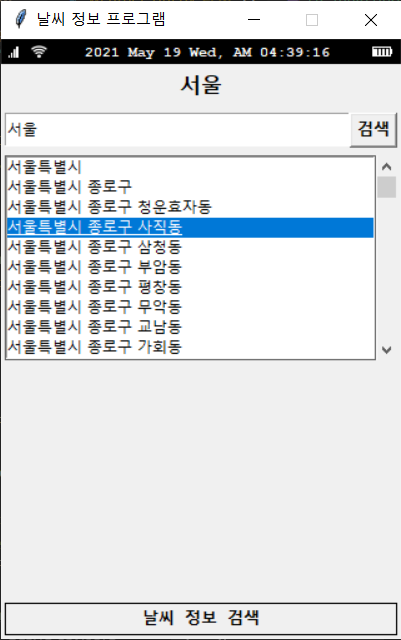 날씨 정보 프로그램
2021 May 19 Wed, AM 04:39:16
서울
서울
검색
서울특별시
서울특별시 종로구
서울특별시 종로구 청운효자동
서울특별시 종로구 사직동
서울특별시 종로구 삼청동
서울특별시 종로구 부암동
서울특별시 종로구 평창동
서울특별시 종로구 무악동
서울특별시 종로구 교남동
서울특별시 종로구 가회동
날씨 정보 검색